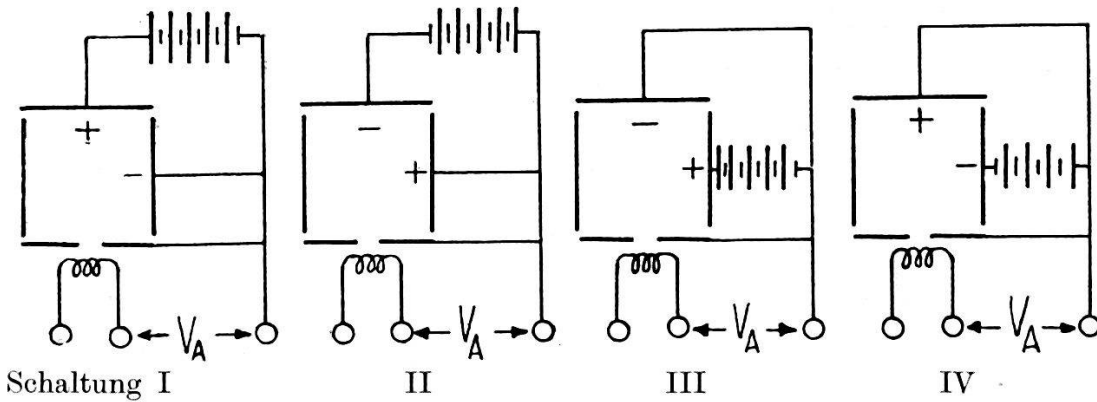 + - - + - + + -
V_A V_A V_A V_A
Schaltung I II III IV